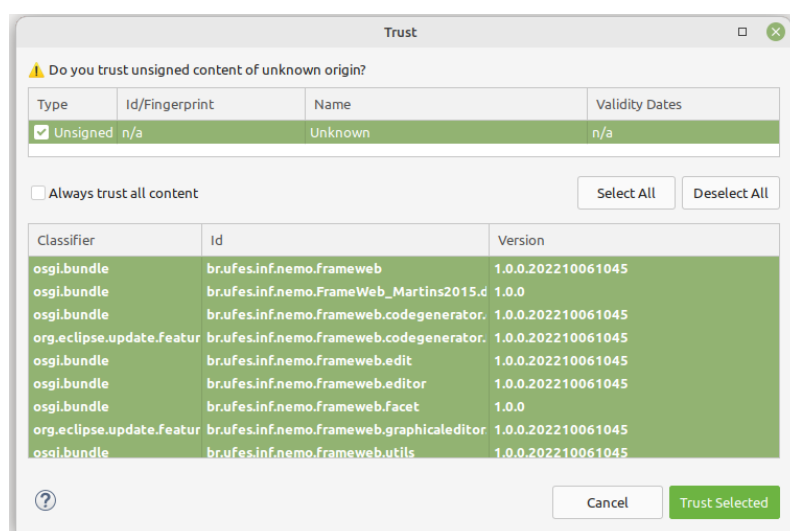 Trust
Do you trust unsigned content of unknown origin?
Type Id/Fingerprint Name Validity Dates
Unsigned n/a Unknown n/a
Always trust all content Select All Deselect All
Classifier Id Version
osgi.bundle br.ufes.inf.nemo.frameweb 1.0.0.202210061045
osgi.bundle br.ufes.inf.nemo.FrameWeb_Martins2015.d 1.0.0
osgi.bundle br.ufes.inf.nemo.frameweb.codegenerator. 1.0.0.202210061045
org.eclipse.update.featur br.ufes.inf.nemo.frameweb.codegenerator. 1.0.0.202210061045
osgi.bundle br.ufes.inf.nemo.frameweb.edit 1.0.0.202210061045
osgi.bundle br.ufes.inf.nemo.frameweb.editor 1.0.0.202210061045
osgi.bundle br.ufes.inf.nemo.frameweb.facet 1.0.0
org.eclipse.update.featur br.ufes.inf.nemo.frameweb.graphicaleditor 1.0.0.202210061045
osgi.bundle br.ufes.inf.nemo.frameweb.utils 1.0.0.202210061045
? Cancel Trust Selected